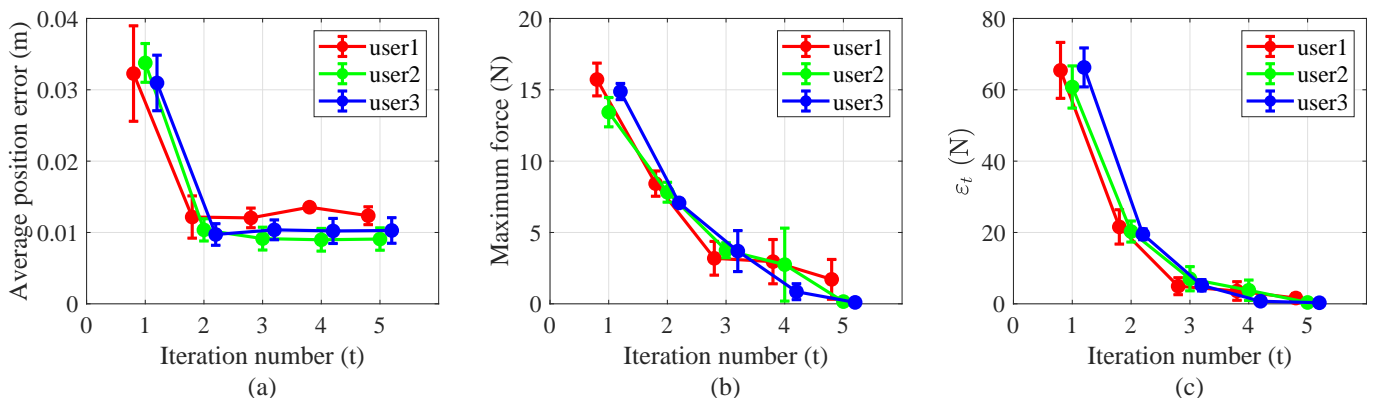 Average position error (m)
0.04
0.03
0.02
0.01
0
0 1 2 3 4 5
Iteration number (t)
user1
user2
user3
(a)
Maximum force (N)
20
15
10
5
0
0 1 2 3 4 5
Iteration number (t)
user1
user2
user3
(b)
εt (N)
80
60
40
20
0
0 1 2 3 4 5
Iteration number (t)
user1
user2
user3
(c)